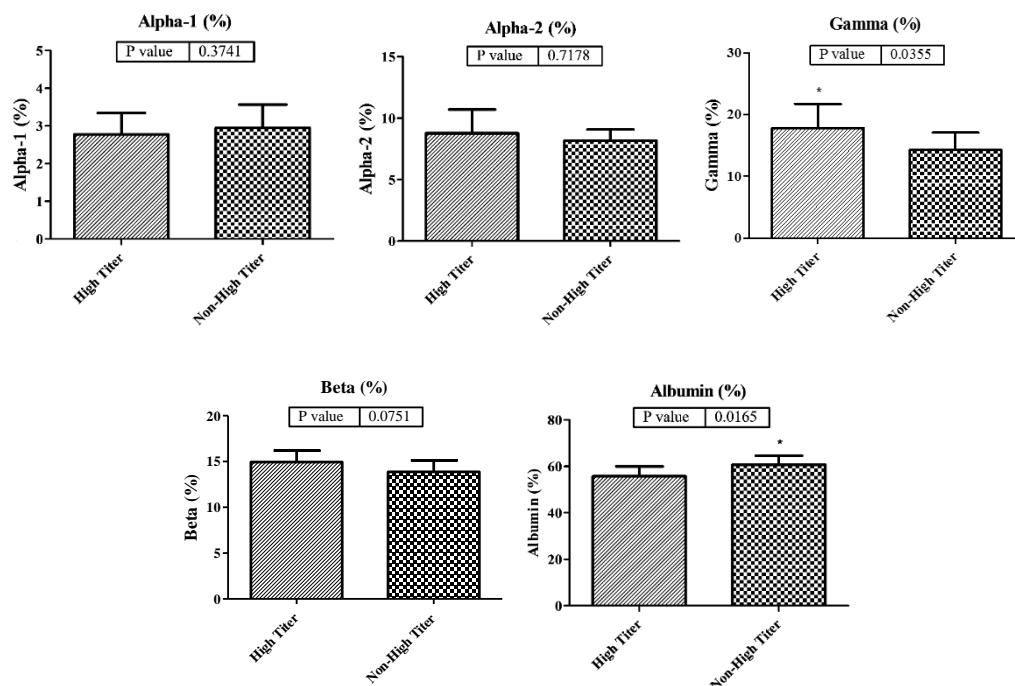 Alpha-1 (%)
P value 0.3741
Alpha-1 (%)
5
4
3
2
1
0
High Titer
Non-High Titer
Alpha-2 (%)
P value 0.7178
Alpha-2 (%)
15
10
5
0
High Titer
Non-High Titer
Gamma (%)
P value 0.0355
Gamma (%)
30
20
10
0
*
High Titer
Non-High Titer
Beta (%)
P value 0.0751
Beta (%)
20
15
10
5
0
High Titer
Non-High Titer
Albumin (%)
P value 0.0165
Albumin (%)
80
60
40
20
0
*
High Titer
Non-High Titer